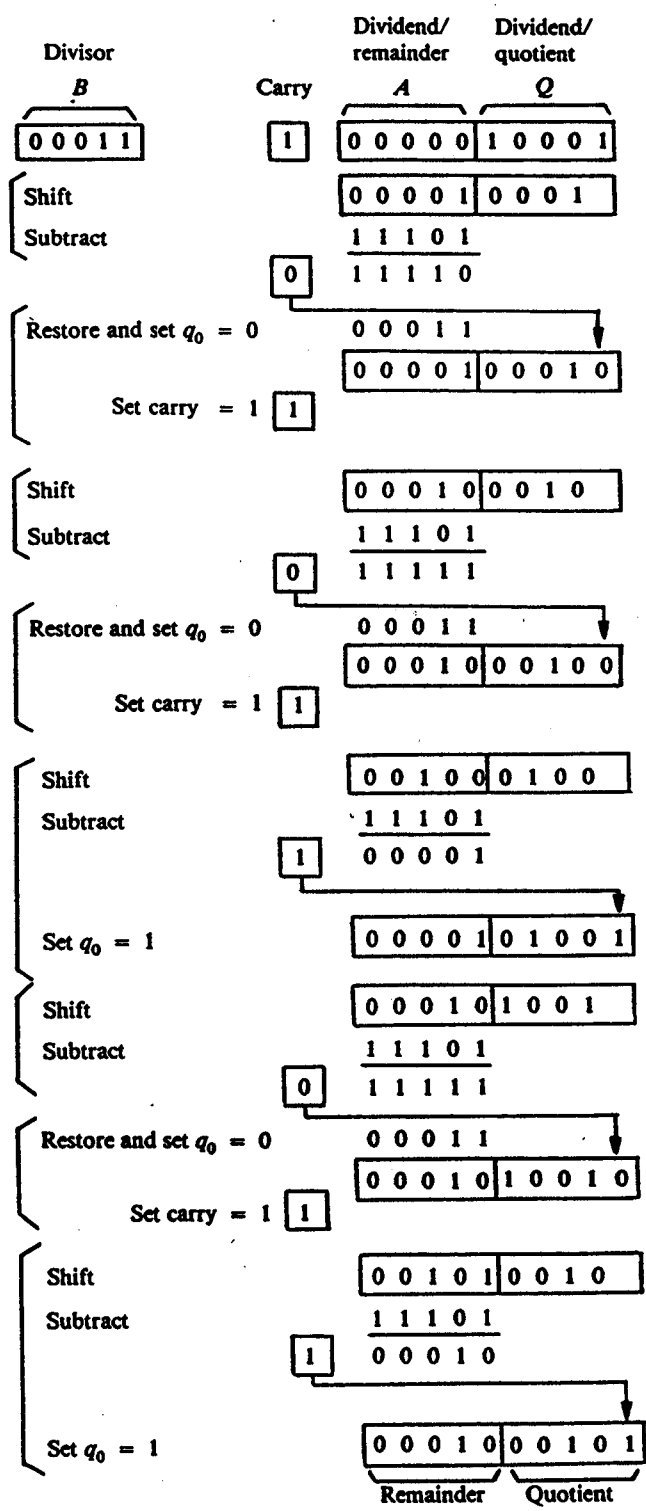 Dividend/ Dividend/
Divisor remainder quotient
B Carry A Q
0 0 0 1 1 1 0 0 0 0 0 1 0 0 0 1
Shift 0 0 0 0 1 0 0 0 1
Subtract 1 1 1 0 1
0 1 1 1 1 0
Restore and set q₀ = 0 0 0 0 1 1
0 0 0 0 1 0 0 0 1 0
Set carry = 1 1
Shift 0 0 0 1 0 0 0 1 0
Subtract 1 1 1 0 1
0 1 1 1 1 1
Restore and set q₀ = 0 0 0 0 1 1
0 0 0 1 0 0 0 1 0 0
Set carry = 1 1
Shift 0 0 1 0 0 0 1 0 0
Subtract 1 1 1 0 1
1 0 0 0 0 1
Set q₀ = 1 0 0 0 0 1 0 1 0 0 1
Shift 0 0 0 1 0 1 0 0 1
Subtract 1 1 1 0 1
0 1 1 1 1 1
Restore and set q₀ = 0 0 0 0 1 1
0 0 0 1 0 1 0 0 1 0
Set carry = 1 1
Shift 0 0 1 0 1 0 0 1 0
Subtract 1 1 1 0 1
1 0 0 0 1 0
Set q₀ = 1 0 0 0 1 0 0 0 1 0 1
Remainder Quotient